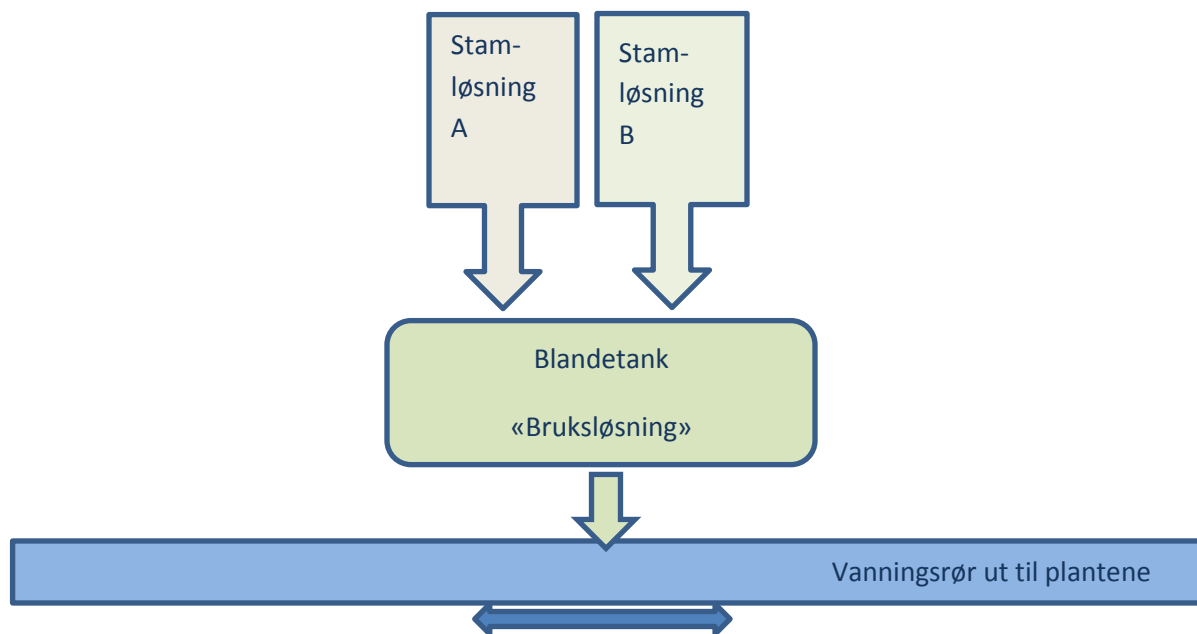 Stam-
løsning
A
Stam-
løsning
B
Blandetank
«Bruksløsning»
Vanningsrør ut til plantene